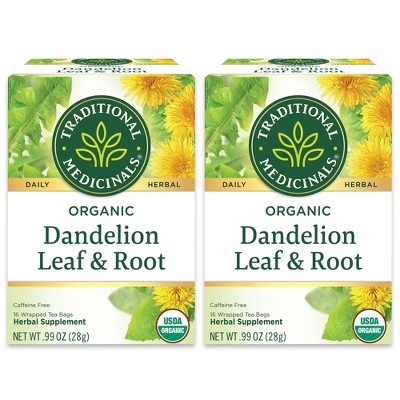 TRADITIONAL
MEDICINALS®
DAILY HERBAL
ORGANIC
Dandelion
Leaf & Root
Caffeine Free
16 Wrapped Tea Bags
Herbal Supplement
NET WT .99 OZ (28g)
USDA
ORGANIC
TRADITIONAL
MEDICINALS®
DAILY HERBAL
ORGANIC
Dandelion
Leaf & Root
Caffeine Free
16 Wrapped Tea Bags
Herbal Supplement
NET WT .99 OZ (28g)
USDA
ORGANIC